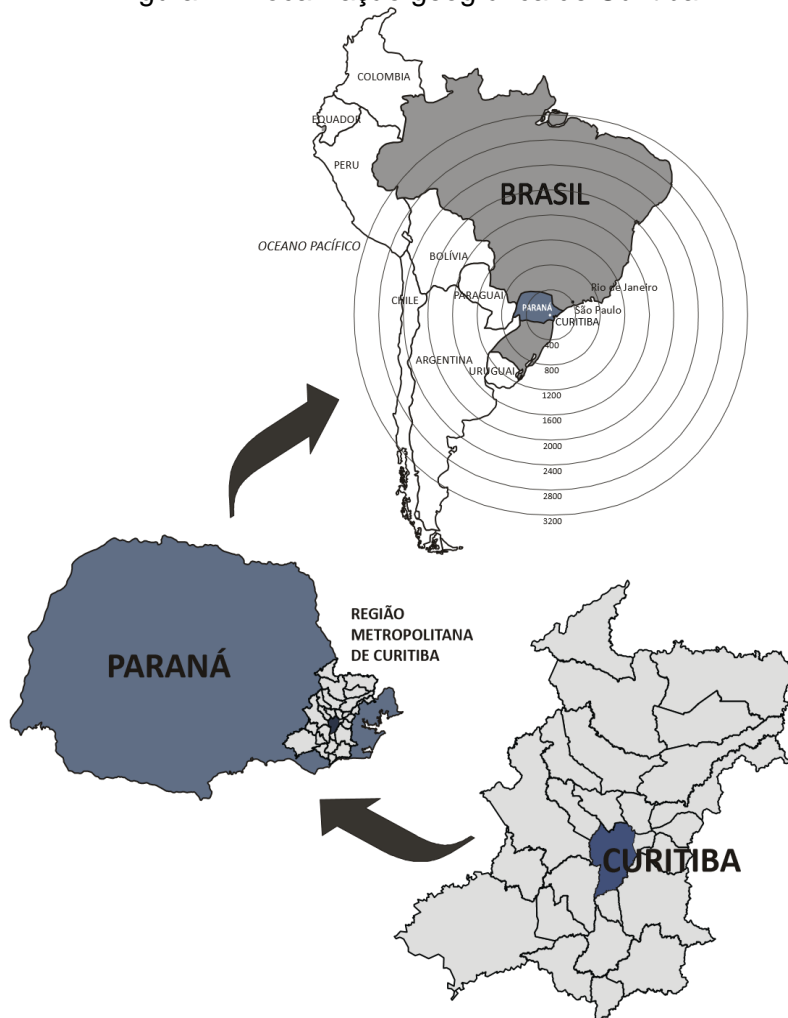 COLOMBIA
EQUADOR
PERU
BRASIL
OCEANO PACÍFICO
BOLÍVIA
Rio de Janeiro
CHILE
PARAGUAI
PARANÁ
São Paulo
CURITIBA
400
ARGENTINA
URUGUAI
800
1200
1600
2000
2400
2800
3200
REGIÃO
METROPOLITANA
DE CURITIBA
PARANÁ
CURITIBA